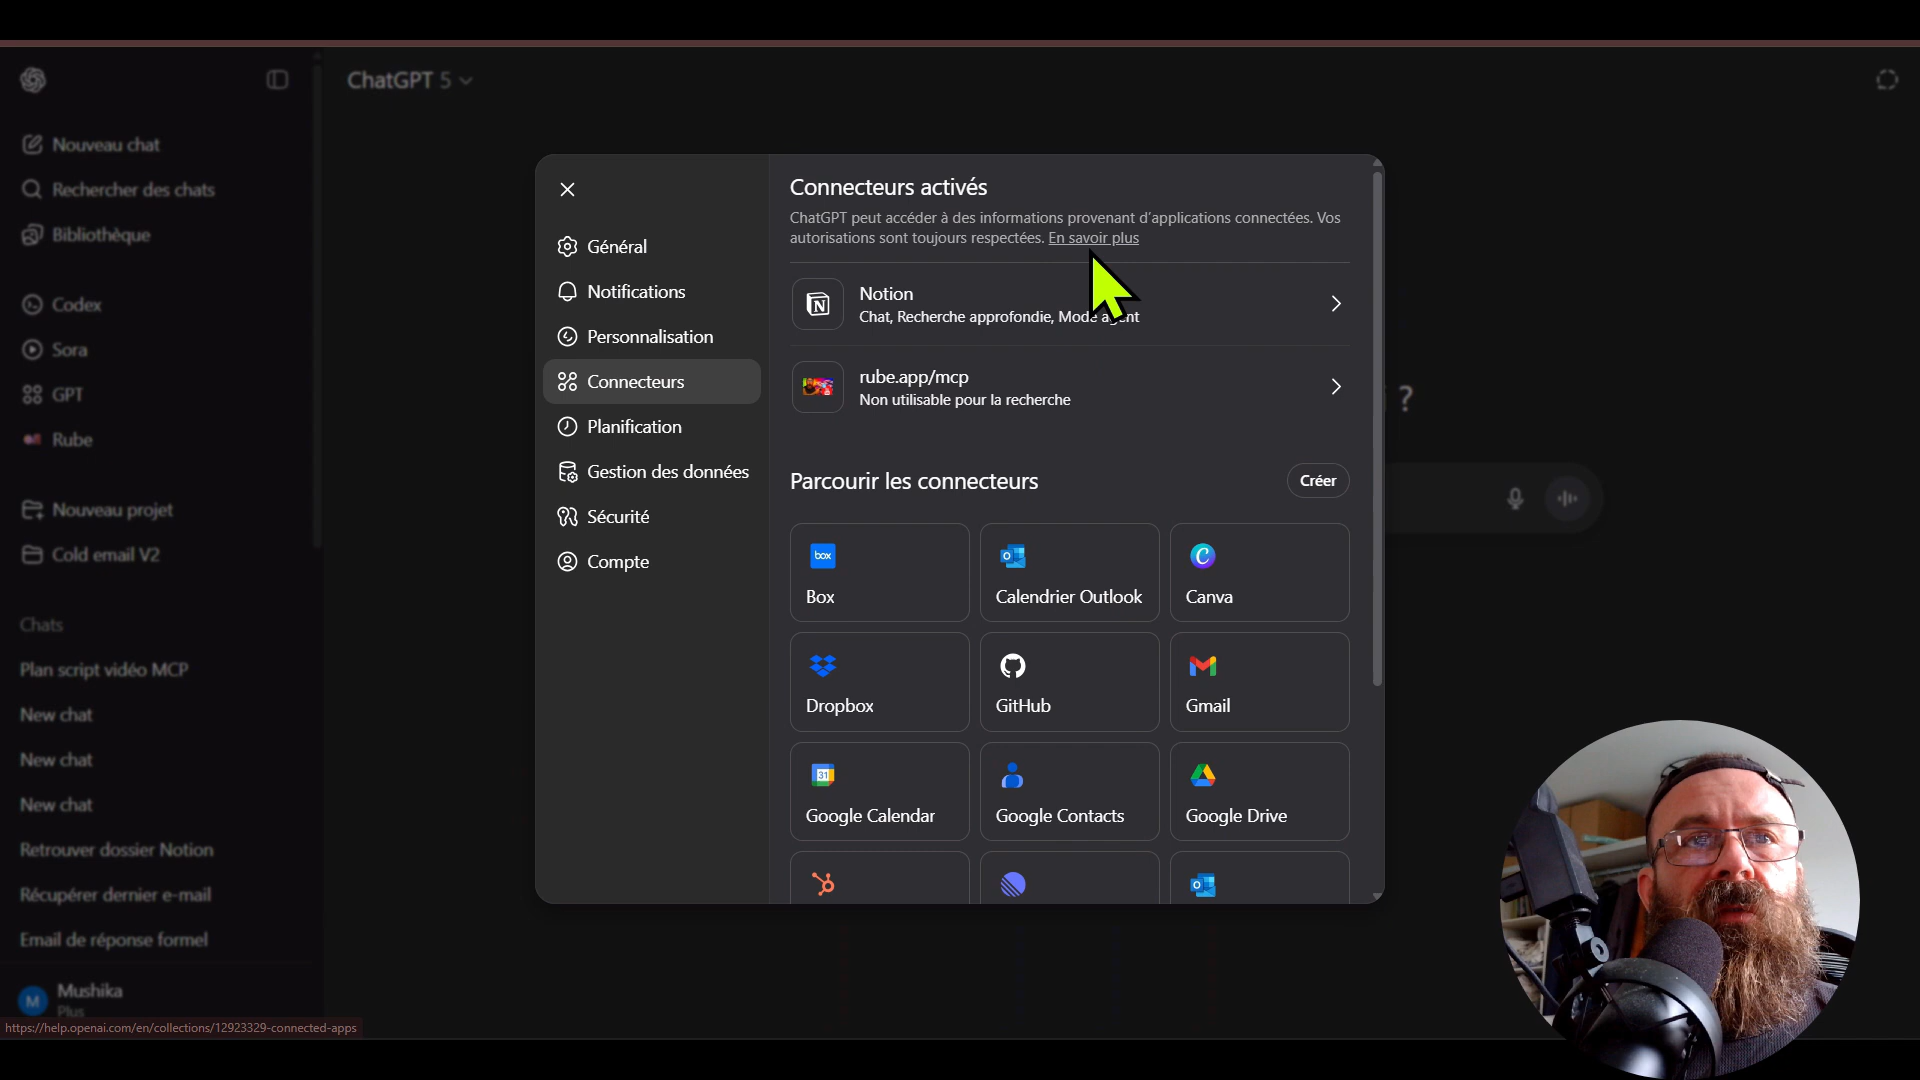 ChatGPT 5
Nouveau chat
Rechercher des chats
Bibliothèque
Codex
Sora
GPT
Rube
Nouveau projet
Cold email V2
Chats
Plan script vidéo MCP
New chat
New chat
New chat
Retrouver dossier Notion
Récupérer dernier e-mail
Email de réponse formel
M
Mushika
Plus
https://help.openai.com/en/collections/12923329-connected-apps
Général
Notifications
Personnalisation
Connecteurs
Planification
Gestion des données
Sécurité
Compte
Connecteurs activés
ChatGPT peut accéder à des informations provenant d'applications connectées. Vos
autorisations sont toujours respectées. En savoir plus
Notion
Chat, Recherche approfondie, Mode agent
rube.app/mcp
Non utilisable pour la recherche
Parcourir les connecteurs
Créer
box
Box
Calendrier Outlook
Canva
Dropbox
GitHub
Gmail
31
Google Calendar
Google Contacts
Google Drive
?